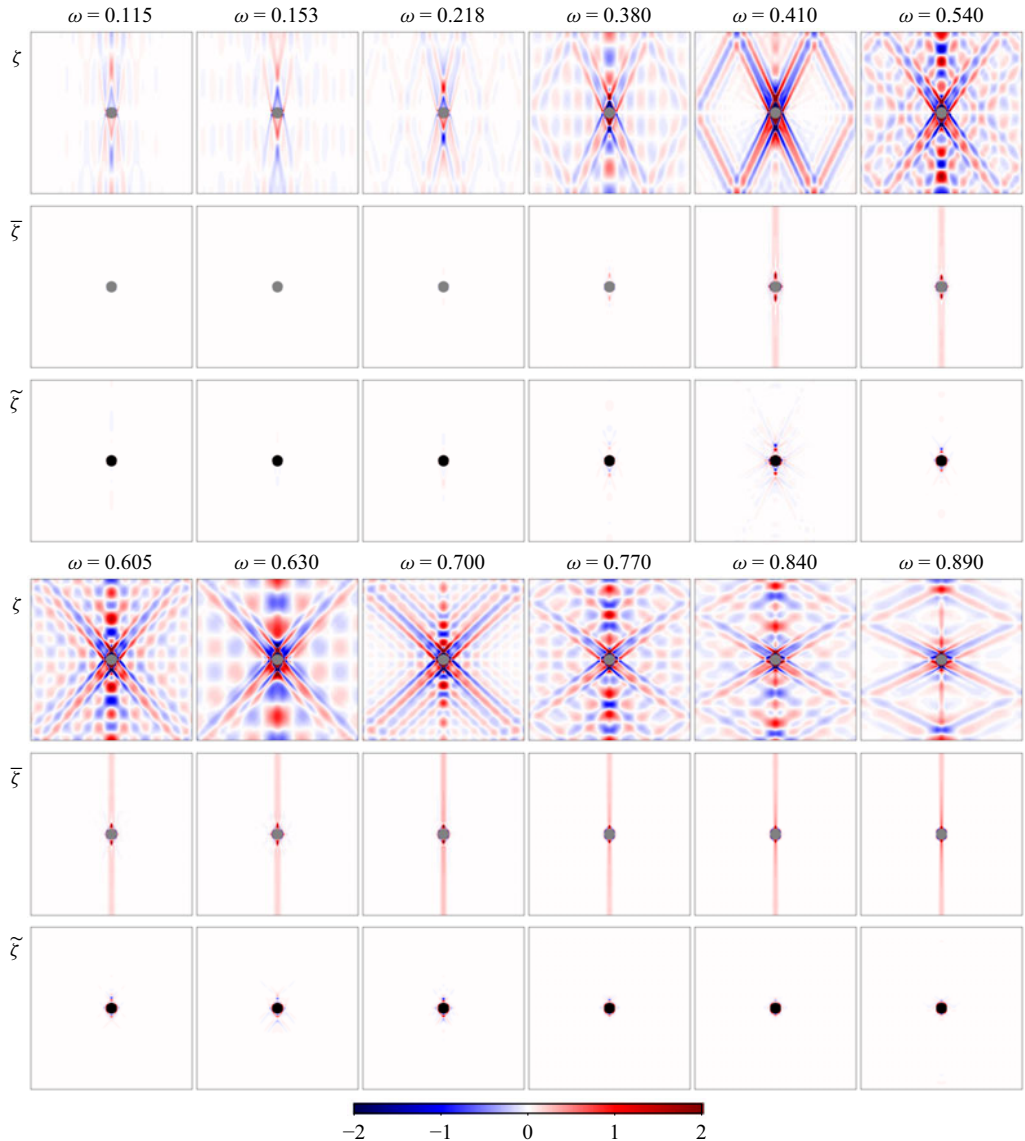 ω = 0.115 ω = 0.153 ω = 0.218 ω = 0.380 ω = 0.410 ω = 0.540
ζ
ζ̅
ζ̃
ω = 0.605 ω = 0.630 ω = 0.700 ω = 0.770 ω = 0.840 ω = 0.890
ζ
ζ̅
ζ̃
−2 −1 0 1 2